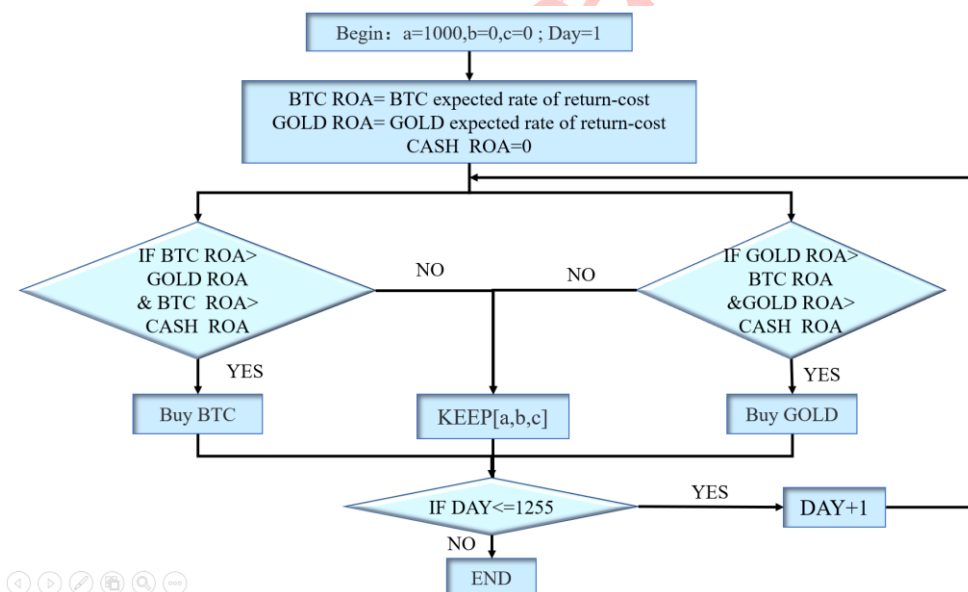 Begin：a=1000,b=0,c=0 ; Day=1
BTC ROA= BTC expected rate of return-cost
GOLD ROA= GOLD expected rate of return-cost
CASH ROA=0
IF BTC ROA>
GOLD ROA
& BTC ROA>
CASH ROA
NO
NO
IF GOLD ROA>
BTC ROA
&GOLD ROA>
CASH ROA
YES
YES
Buy BTC
KEEP[a,b,c]
Buy GOLD
IF DAY<=1255
YES
DAY+1
NO
END